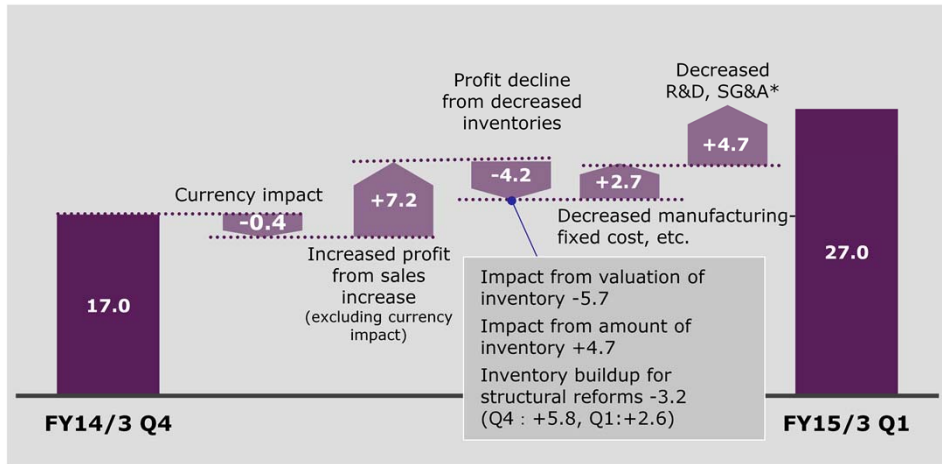 Decreased
R&D, SG&A*
Profit decline
from decreased
inventories
+4.7
-4.2
+2.7
+7.2
Currency impact
-0.4
Decreased manufacturing-
fixed cost, etc.
Increased profit
from sales
increase
(excluding currency
impact)
17.0
27.0
Impact from valuation of
inventory -5.7
Impact from amount of
inventory +4.7
Inventory buildup for
structural reforms -3.2
(Q4 : +5.8, Q1:+2.6)
FY14/3 Q4
FY15/3 Q1